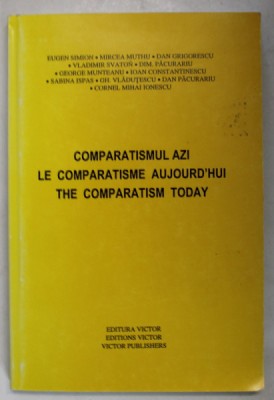 EUGEN SIMION • MIRCEA MUTHU • DAN GRIGORESCU
• VLADIMIR SVATOŇ • DIM. PĂCURARIU
• GEORGE MUNTEANU • IOAN CONSTANTINESCU
• SABINA ISPAS • GH. VLĂDUȚESCU • DAN PĂCURARIU
• CORNEL MIHAI IONESCU
COMPARATISMUL AZI
LE COMPARATISME AUJOURD'HUI
THE COMPARATISM TODAY
EDITURA VICTOR
EDITIONS VICTOR
VICTOR PUBLISHERS